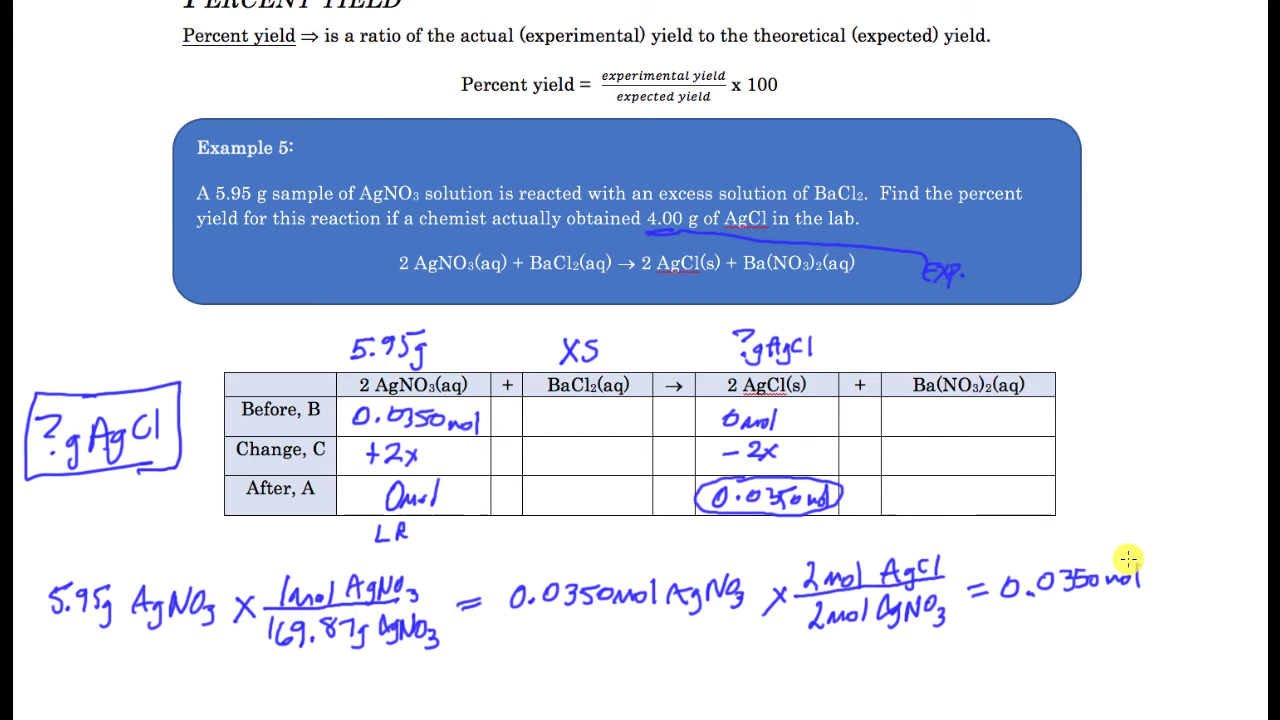 PERCENT YIELD
Percent yield ⇒ is a ratio of the actual (experimental) yield to the theoretical (expected) yield.
Percent yield = experimental yield / expected yield x 100
Example 5:
A 5.95 g sample of AgNO₃ solution is reacted with an excess solution of BaCl₂. Find the percent
yield for this reaction if a chemist actually obtained 4.00 g of AgCl in the lab.
2 AgNO₃(aq) + BaCl₂(aq) → 2 AgCl(s) + Ba(NO₃)₂(aq)
EXP.
5.95g XS ?gAgCl
2 AgNO₃(aq) + BaCl₂(aq) → 2 AgCl(s) + Ba(NO₃)₂(aq)
?g AgCl
Before, B 0.0350mol 0mol
Change, C +2x -2x
After, A 0mol 0.0350mol
LR
5.95g AgNO₃ x 1mol AgNO₃ / 169.87g AgNO₃ = 0.0350mol AgNO₃ x 2mol AgCl / 2mol AgNO₃ = 0.0350mol